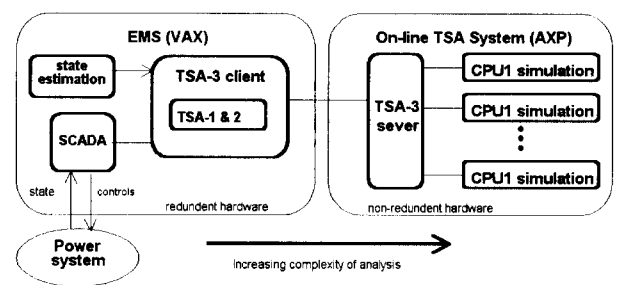 EMS (VAX)
state
estimation
TSA-3 client
TSA-1 & 2
SCADA
state
controls
redundent hardware
Power
system
On-line TSA System (AXP)
TSA-3
sever
CPU1 simulation
CPU1 simulation
CPU1 simulation
non-redundent hardware
Increasing complexity of analysis